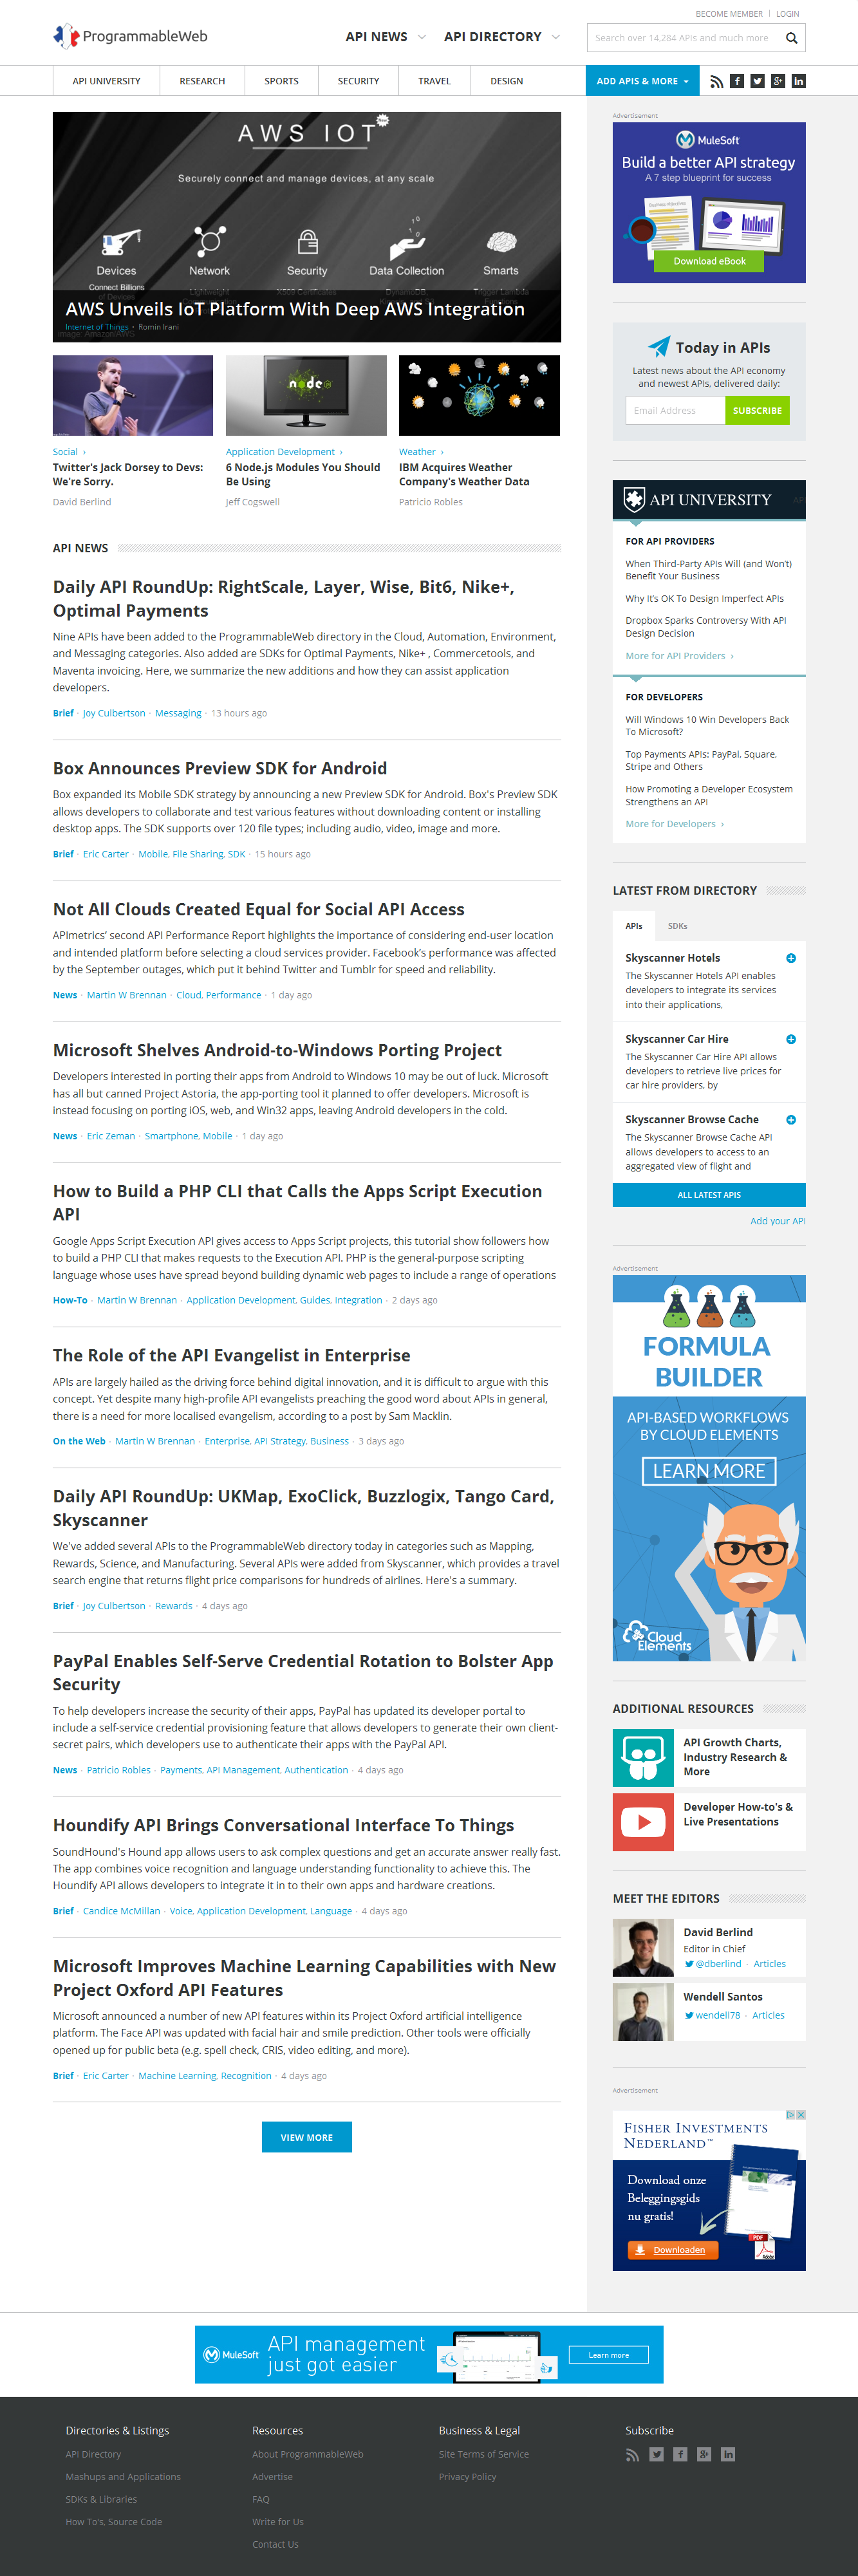 BECOME MEMBER | LOGIN
ProgrammableWeb
API NEWS
API DIRECTORY
Search over 14,284 APIs and much more
API UNIVERSITY
RESEARCH
SPORTS
SECURITY
TRAVEL
DESIGN
ADD APIS & MORE
AWS IOT
Securely connect and manage devices, at any scale
Devices
Network
Security
Data Collection
Smarts
Connect Billions
of Devices
AWS Unveils IoT Platform With Deep AWS Integration
Internet of Things · Romin Irani
Image: Amazon/AWS
Social ›
Twitter's Jack Dorsey to Devs:
We're Sorry.
David Berlind
node
Application Development ›
6 Node.js Modules You Should
Be Using
Jeff Cogswell
Weather ›
IBM Acquires Weather
Company's Weather Data
Patricio Robles
API NEWS
Daily API RoundUp: RightScale, Layer, Wise, Bit6, Nike+,
Optimal Payments
Nine APIs have been added to the ProgrammableWeb directory in the Cloud, Automation, Environment,
and Messaging categories. Also added are SDKs for Optimal Payments, Nike+ , Commercetools, and
Maventa invoicing. Here, we summarize the new additions and how they can assist application
developers.
Brief · Joy Culbertson · Messaging · 13 hours ago
Box Announces Preview SDK for Android
Box expanded its Mobile SDK strategy by announcing a new Preview SDK for Android. Box's Preview SDK
allows developers to collaborate and test various features without downloading content or installing
desktop apps. The SDK supports over 120 file types; including audio, video, image and more.
Brief · Eric Carter · Mobile, File Sharing, SDK · 15 hours ago
Not All Clouds Created Equal for Social API Access
APImetrics’ second API Performance Report highlights the importance of considering end-user location
and intended platform before selecting a cloud services provider. Facebook’s performance was affected
by the September outages, which put it behind Twitter and Tumblr for speed and reliability.
News · Martin W Brennan · Cloud, Performance · 1 day ago
Microsoft Shelves Android-to-Windows Porting Project
Developers interested in porting their apps from Android to Windows 10 may be out of luck. Microsoft
has all but canned Project Astoria, the app-porting tool it planned to offer developers. Microsoft is
instead focusing on porting iOS, web, and Win32 apps, leaving Android developers in the cold.
News · Eric Zeman · Smartphone, Mobile · 1 day ago
How to Build a PHP CLI that Calls the Apps Script Execution
API
Google Apps Script Execution API gives access to Apps Script projects, this tutorial show followers how
to build a PHP CLI that makes requests to the Execution API. PHP is the general-purpose scripting
language whose uses have spread beyond building dynamic web pages to include a range of operations
How-To · Martin W Brennan · Application Development, Guides, Integration · 2 days ago
The Role of the API Evangelist in Enterprise
APIs are largely hailed as the driving force behind digital innovation, and it is difficult to argue with this
concept. Yet despite many high-profile API evangelists preaching the good word about APIs in general,
there is a need for more localised evangelism, according to a post by Sam Macklin.
On the Web · Martin W Brennan · Enterprise, API Strategy, Business · 3 days ago
Daily API RoundUp: UKMap, ExoClick, Buzzlogix, Tango Card,
Skyscanner
We've added several APIs to the ProgrammableWeb directory today in categories such as Mapping,
Rewards, Science, and Manufacturing. Several APIs were added from Skyscanner, which provides a travel
search engine that returns flight price comparisons for hundreds of airlines. Here's a summary.
Brief · Joy Culbertson · Rewards · 4 days ago
PayPal Enables Self-Serve Credential Rotation to Bolster App
Security
To help developers increase the security of their apps, PayPal has updated its developer portal to
include a self-service credential provisioning feature that allows developers to generate their own client-
secret pairs, which developers use to authenticate their apps with the PayPal API.
News · Patricio Robles · Payments, API Management, Authentication · 4 days ago
Houndify API Brings Conversational Interface To Things
SoundHound's Hound app allows users to ask complex questions and get an accurate answer really fast.
The app combines voice recognition and language understanding functionality to achieve this. The
Houndify API allows developers to integrate it in to their own apps and hardware creations.
Brief · Candice McMillan · Voice, Application Development, Language · 4 days ago
Microsoft Improves Machine Learning Capabilities with New
Project Oxford API Features
Microsoft announced a number of new API features within its Project Oxford artificial intelligence
platform. The Face API was updated with facial hair and smile prediction. Other tools were officially
opened up for public beta (e.g. spell check, CRIS, video editing, and more).
Brief · Eric Carter · Machine Learning, Recognition · 4 days ago
VIEW MORE
Advertisement
MuleSoft
Build a better API strategy
A 7 step blueprint for success
Download eBook
Today in APIs
Latest news about the API economy
and newest APIs, delivered daily:
Email Address
SUBSCRIBE
API UNIVERSITY
FOR API PROVIDERS
When Third-Party APIs Will (and Won’t)
Benefit Your Business
Why It’s OK To Design Imperfect APIs
Dropbox Sparks Controversy With API
Design Decision
More for API Providers ›
FOR DEVELOPERS
Will Windows 10 Win Developers Back
To Microsoft?
Top Payments APIs: PayPal, Square,
Stripe and Others
How Promoting a Developer Ecosystem
Strengthens an API
More for Developers ›
LATEST FROM DIRECTORY
APIs
SDKs
Skyscanner Hotels
The Skyscanner Hotels API enables
developers to integrate its services
into their applications,
Skyscanner Car Hire
The Skyscanner Car Hire API allows
developers to retrieve live prices for
car hire providers, by
Skyscanner Browse Cache
The Skyscanner Browse Cache API
allows developers to access to an
aggregated view of flight and
ALL LATEST APIS
Add your API
Advertisement
FORMULA
BUILDER
API-BASED WORKFLOWS
BY CLOUD ELEMENTS
LEARN MORE
Cloud
Elements
ADDITIONAL RESOURCES
API Growth Charts,
Industry Research &
More
Developer How-to's &
Live Presentations
MEET THE EDITORS
David Berlind
Editor in Chief
@dberlind · Articles
Wendell Santos
wendell78 · Articles
Advertisement
FISHER INVESTMENTS
NEDERLAND™
Download onze
Beleggingsgids
nu gratis!
Downloaden
PDF
Adobe
MuleSoft
API management
just got easier
Learn more
Directories & Listings
API Directory
Mashups and Applications
SDKs & Libraries
How To's, Source Code
Resources
About ProgrammableWeb
Advertise
FAQ
Write for Us
Contact Us
Business & Legal
Site Terms of Service
Privacy Policy
Subscribe